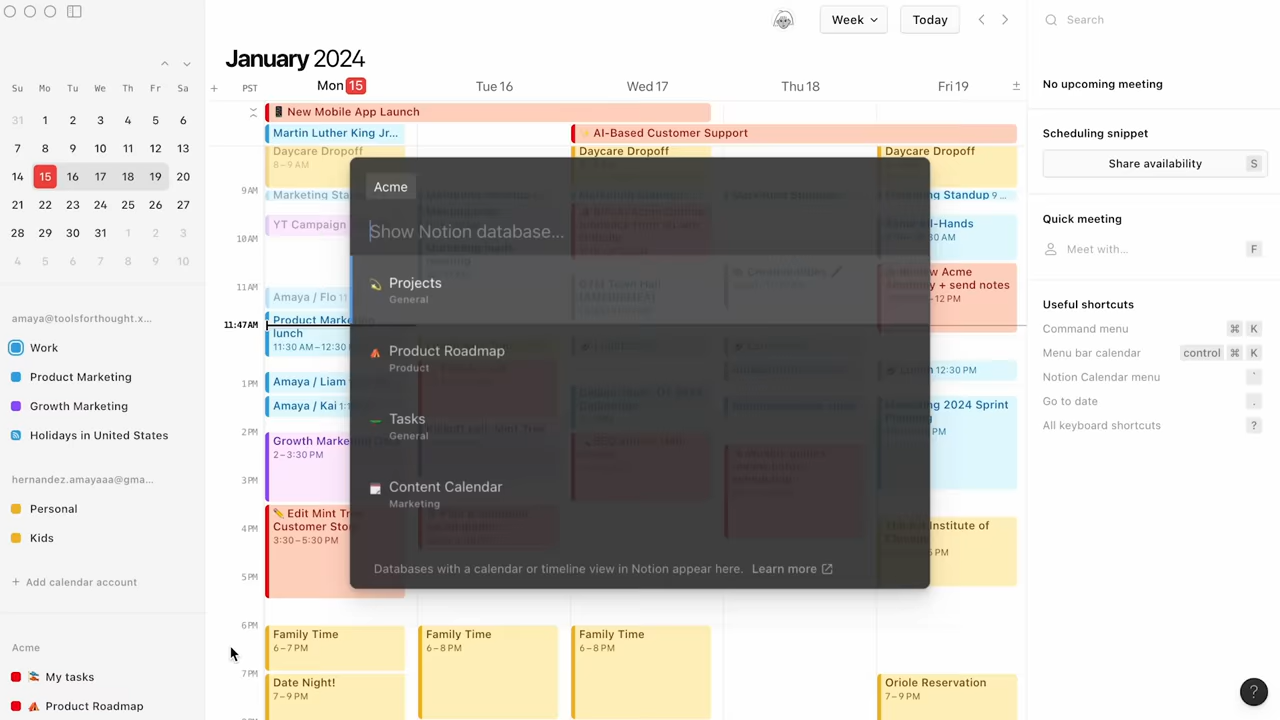 Week
Today
Search
January 2024
Su Mo Tu We Th Fr Sa
31 1 2 3 4 5 6
7 8 9 10 11 12 13
14 15 16 17 18 19 20
21 22 23 24 25 26 27
28 29 30 31 1 2 3
4 5 6 7 8 9 10
amaya@toolsforthought.x...
Work
Product Marketing
Growth Marketing
Holidays in United States
hernandez.amayaaa@gma...
Personal
Kids
+ Add calendar account
Acme
My tasks
Product Roadmap
+ PST Mon 15 Tue 16 Wed 17 Thu 18 Fri 19 ±
New Mobile App Launch
Martin Luther King Jr...
AI-Based Customer Support
9 AM
10 AM
11 AM
11:47AM
1 PM
2 PM
3 PM
4 PM
5 PM
6 PM
7 PM
Daycare Dropoff
8–9 AM
Marketing Sta
YT Campaign
Amaya / Flo 11
Product Marke
lunch
11:30 AM–12:30
Amaya / Liam
Amaya / Kai 1:1
Growth Marketing
2–3:30 PM
Edit Mint Tr
Customer Stor
3:30–5:30 PM
Family Time
6–7 PM
Date Night!
7–9 PM
Family Time
6–8 PM
Daycare Dropoff
Family Time
6–8 PM
Daycare Dropoff
Standup 9...
-Hands
AM
Acme
+ send notes
12 PM
12:30 PM
2024 Sprint
PM
Institute of
PM
Oriole Reservation
7–9 PM
Acme
Show Notion database...
Projects
General
Product Roadmap
Product
Tasks
General
Content Calendar
Marketing
Databases with a calendar or timeline view in Notion appear here. Learn more
No upcoming meeting
Scheduling snippet
Share availability S
Quick meeting
Meet with... F
Useful shortcuts
Command menu ⌘ K
Menu bar calendar control ⌘ K
Notion Calendar menu `
Go to date .
All keyboard shortcuts ?
?